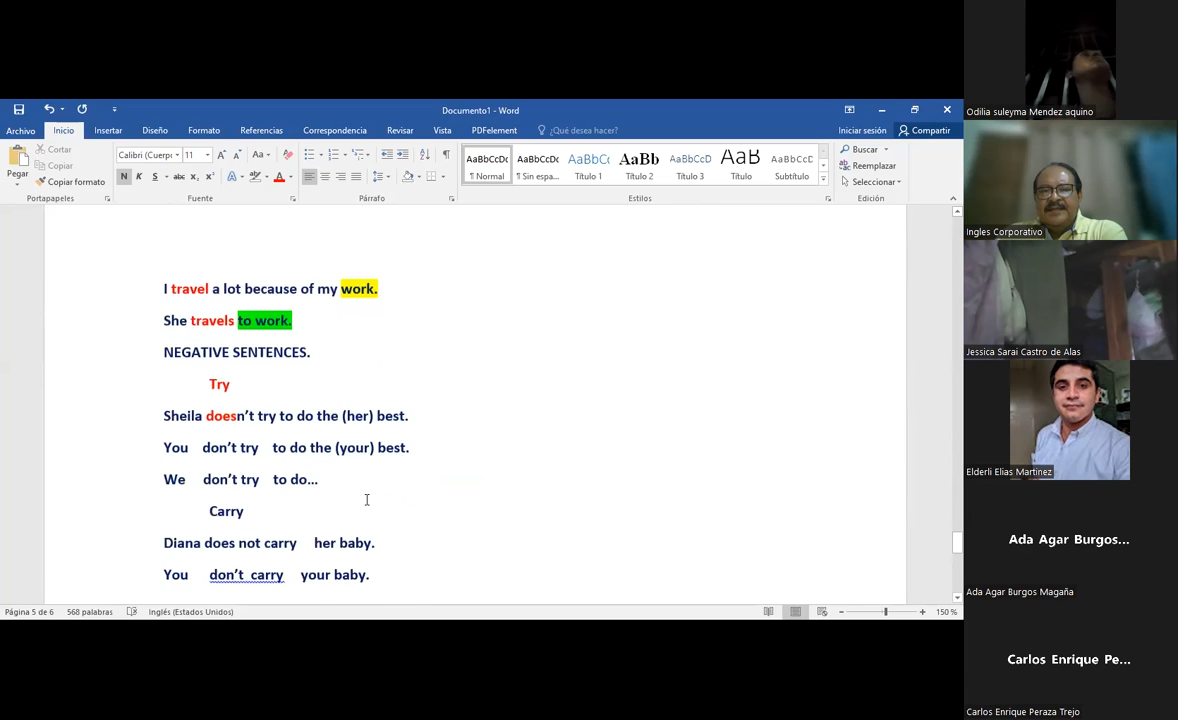 Documento1 - Word
Archivo Inicio Insertar Diseño Formato Referencias Correspondencia Revisar Vista PDFelement ¿Qué desea hacer? Iniciar sesión Compartir
Pegar
Cortar
Copiar
Copiar formato
Portapapeles
Calibri (Cuerp 11
Aa
N K S abc x₂ x² A A
Fuente
Párrafo
AaBbCcDc AaBbCcDc AaBbCc AaBb AaBbCcD AaB AaBbCcD
¶ Normal ¶ Sin espa... Título 1 Título 2 Título 3 Título Subtítulo
Estilos
Buscar
Reemplazar
Seleccionar
Edición
I travel a lot because of my work.
She travels to work.
NEGATIVE SENTENCES.
Try
Sheila doesn't try to do the (her) best.
You don't try to do the (your) best.
We don't try to do...
Carry
Diana does not carry her baby.
You don't carry your baby.
Página 5 de 6 568 palabras Inglés (Estados Unidos) 150 %
Odilia suleyma Mendez aquino
Ingles Corporativo
Jessica Sarai Castro de Alas
Elderli Elias Martinez
Ada Agar Burgos...
Ada Agar Burgos Magaña
Carlos Enrique Pe...
Carlos Enrique Peraza Trejo